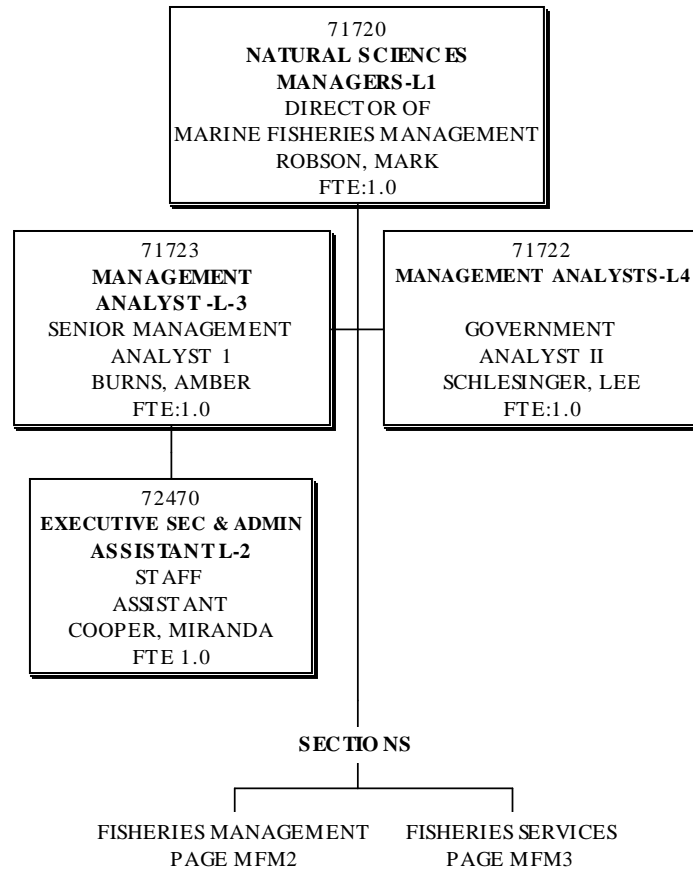 71720
NATURAL SCIENCES
MANAGERS-L1
DIRECTOR OF
MARINE FISHERIES MANAGEMENT
ROBSON, MARK
FTE:1.0
71723
MANAGEMENT
ANALYST -L-3
SENIOR MANAGEMENT
ANALYST 1
BURNS, AMBER
FTE:1.0
71722
MANAGEMENT ANALYSTS-L4
GOVERNMENT
ANALYST II
SCHLESINGER, LEE
FTE:1.0
72470
EXECUTIVE SEC & ADMIN
ASSISTANT L-2
STAFF
ASSISTANT
COOPER, MIRANDA
FTE 1.0
SECTIONS
FISHERIES MANAGEMENT
PAGE MFM2
FISHERIES SERVICES
PAGE MFM3